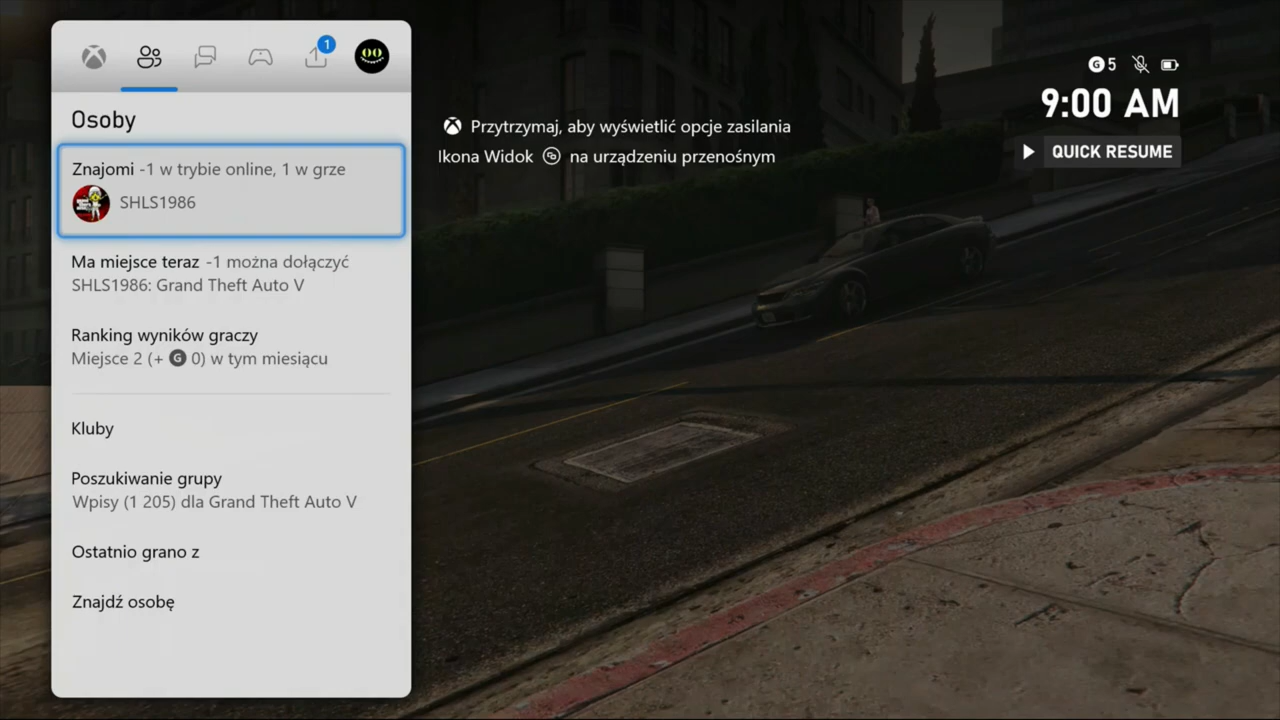 1
Osoby
Znajomi -1 w trybie online, 1 w grze
SHLS1986
Ma miejsce teraz -1 można dołączyć
SHLS1986: Grand Theft Auto V
Ranking wyników graczy
Miejsce 2 (+ G 0) w tym miesiącu
Kluby
Poszukiwanie grupy
Wpisy (1 205) dla Grand Theft Auto V
Ostatnio grano z
Znajdź osobę
Przytrzymaj, aby wyświetlić opcje zasilania
Ikona Widok na urządzeniu przenośnym
G 5
9:00 AM
QUICK RESUME